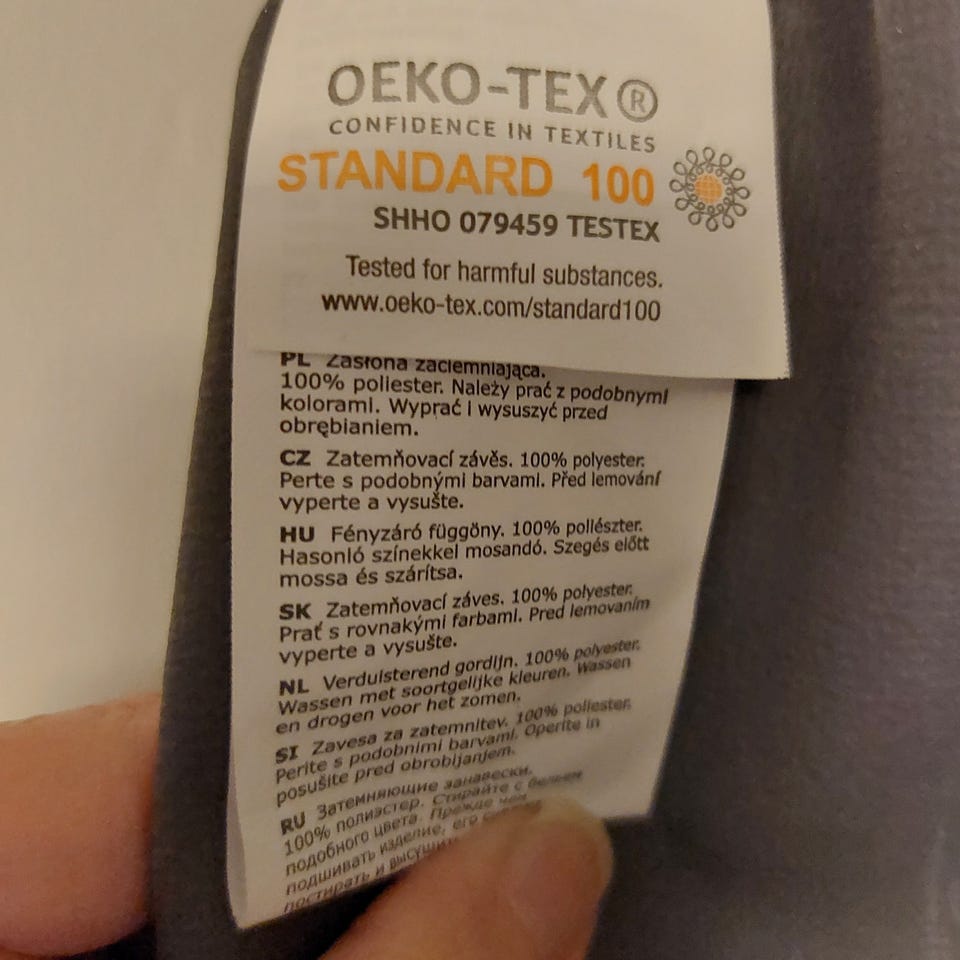 OEKO-TEX®
CONFIDENCE IN TEXTILES
STANDARD 100
SHHO 079459 TESTEX
Tested for harmful substances.
www.oeko-tex.com/standard100
PL Zasłona zaciemniająca.
100% poliester. Należy prać z podobnymi
kolorami. Wyprać i wysuszyć przed
obrębianiem.
CZ Zatemňovací závěs. 100% polyester.
Perte s podobnými barvami. Před lemování
vyperte a vysušte.
HU Fényzáró függöny. 100% poliészter.
Hasonló színekkel mosandó. Szegés előtt
mossa és szárítsa.
SK Zatemňovací záves. 100% polyester.
Prať s rovnakými farbami. Pred lemovaním
vyperte a vysušte.
NL Verduisterend gordijn. 100% polyester.
Wassen met soortgelijke kleuren. Wassen
en drogen voor het zomen.
SI Zavesa za zatemnitev. 100% poliester.
Perite s podobnimi barvami. Operite in
posušite pred obrobljanjem.
RU Затемняющие занавески.
100% полиэстер. Стирайте с бельем
подобного цвета. Прежде чем
подшивать изделие, его
постирать и